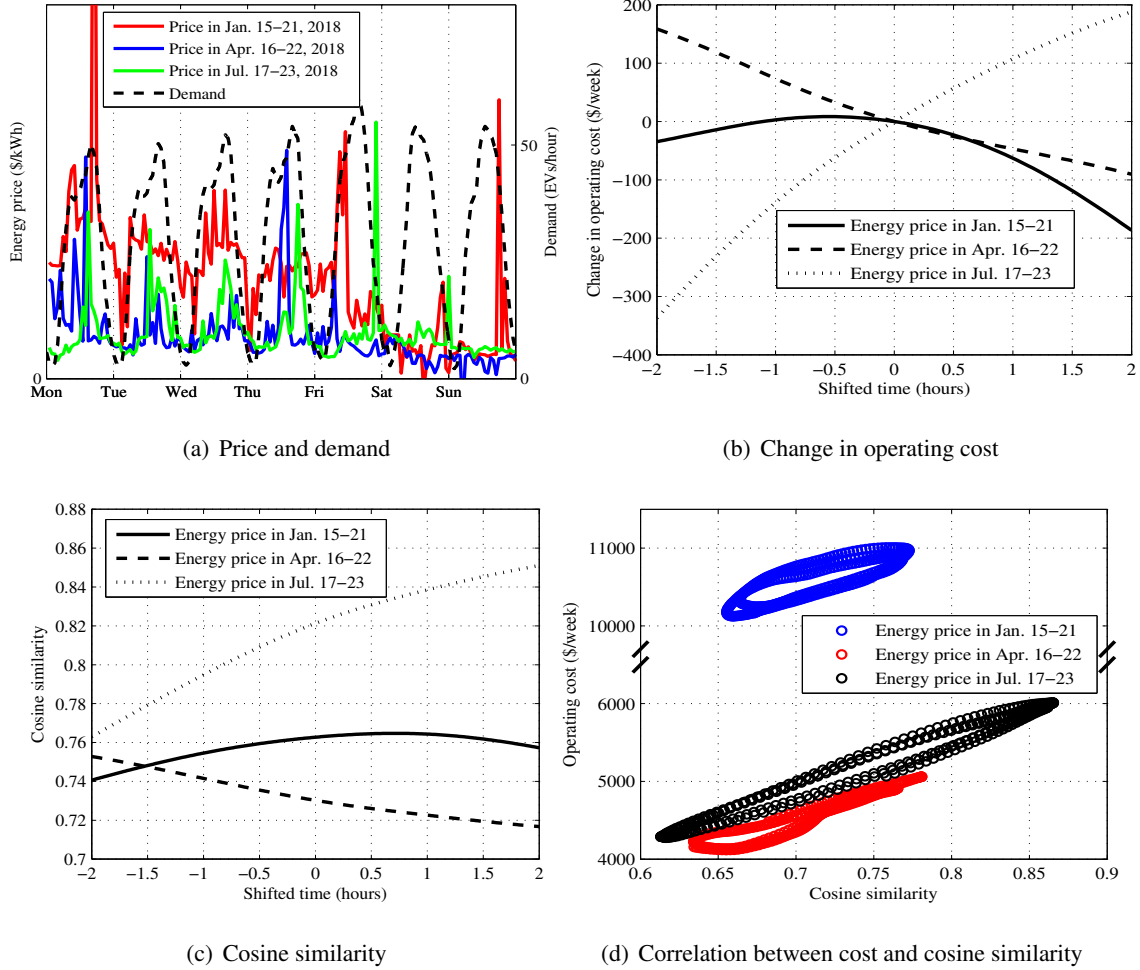 Price in Jan. 15−21, 2018
Price in Apr. 16−22, 2018
Price in Jul. 17−23, 2018
Demand
Energy price ($/kWh)
0
Mon Tue Wed Thu Fri Sat Sun
50
0
Demand (EVs/hour)
(a) Price and demand
200
100
0
−100
−200
−300
−400
Change in operating cost ($/week)
Energy price in Jan. 15−21
Energy price in Apr. 16−22
Energy price in Jul. 17−23
−2 −1.5 −1 −0.5 0 0.5 1 1.5 2
Shifted time (hours)
(b) Change in operating cost
0.88
0.86
0.84
0.82
0.8
0.78
0.76
0.74
0.72
0.7
Cosine similarity
Energy price in Jan. 15−21
Energy price in Apr. 16−22
Energy price in Jul. 17−23
−2 −1.5 −1 −0.5 0 0.5 1 1.5 2
Shifted time (hours)
(c) Cosine similarity
11000
10000
6000
5000
4000
Operating cost ($/week)
Energy price in Jan. 15−21
Energy price in Apr. 16−22
Energy price in Jul. 17−23
0.6 0.65 0.7 0.75 0.8 0.85 0.9
Cosine similarity
(d) Correlation between cost and cosine similarity